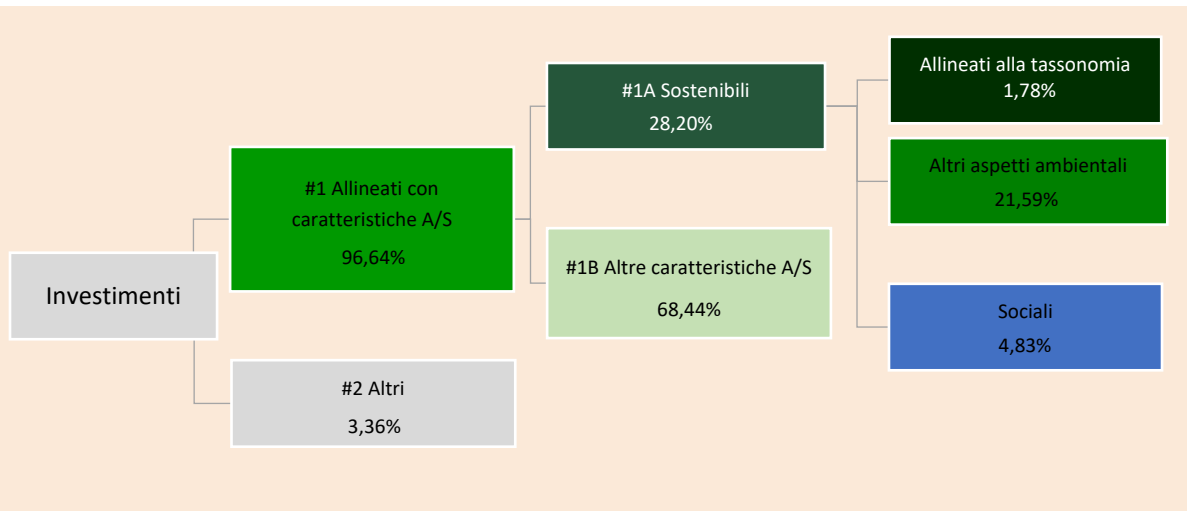 Investimenti
#1 Allineati con
caratteristiche A/S
96,64%
#2 Altri
3,36%
#1A Sostenibili
28,20%
#1B Altre caratteristiche A/S
68,44%
Allineati alla tassonomia
1,78%
Altri aspetti ambientali
21,59%
Sociali
4,83%